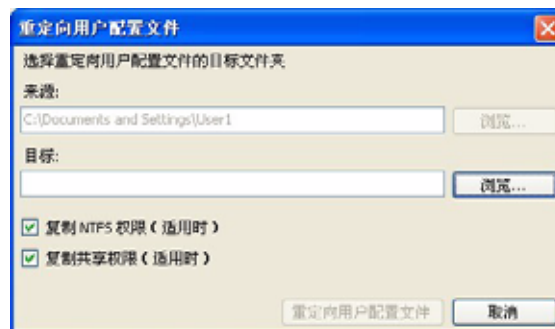 重定向用户配置文件
选择重定向用户配置文件的目标文件夹
来源:
C:\Documents and Settings\User1
浏览...
目标:
浏览...
复制 NTFS 权限(适用时)
复制共享权限(适用时)
重定向用户配置文件
取消